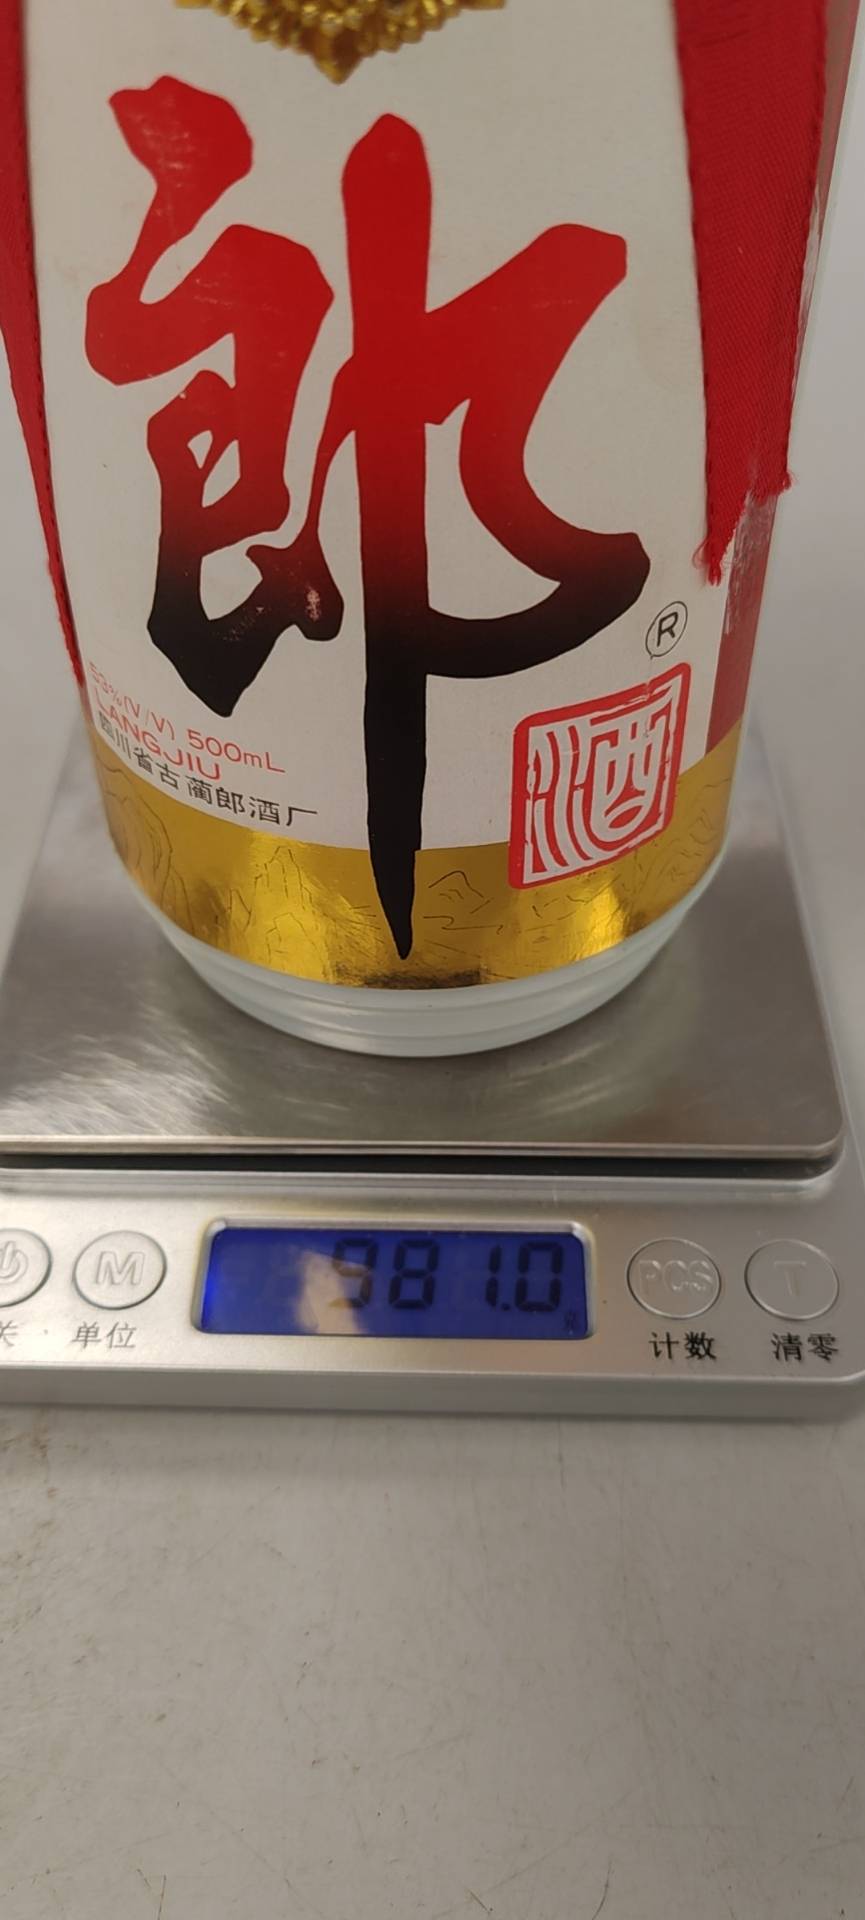 郎
®
酒
53%(V/V) 500mL
LANGJIU
四川省古蔺郎酒厂
981.0
M
PCS
T
关
单位
计数
清零